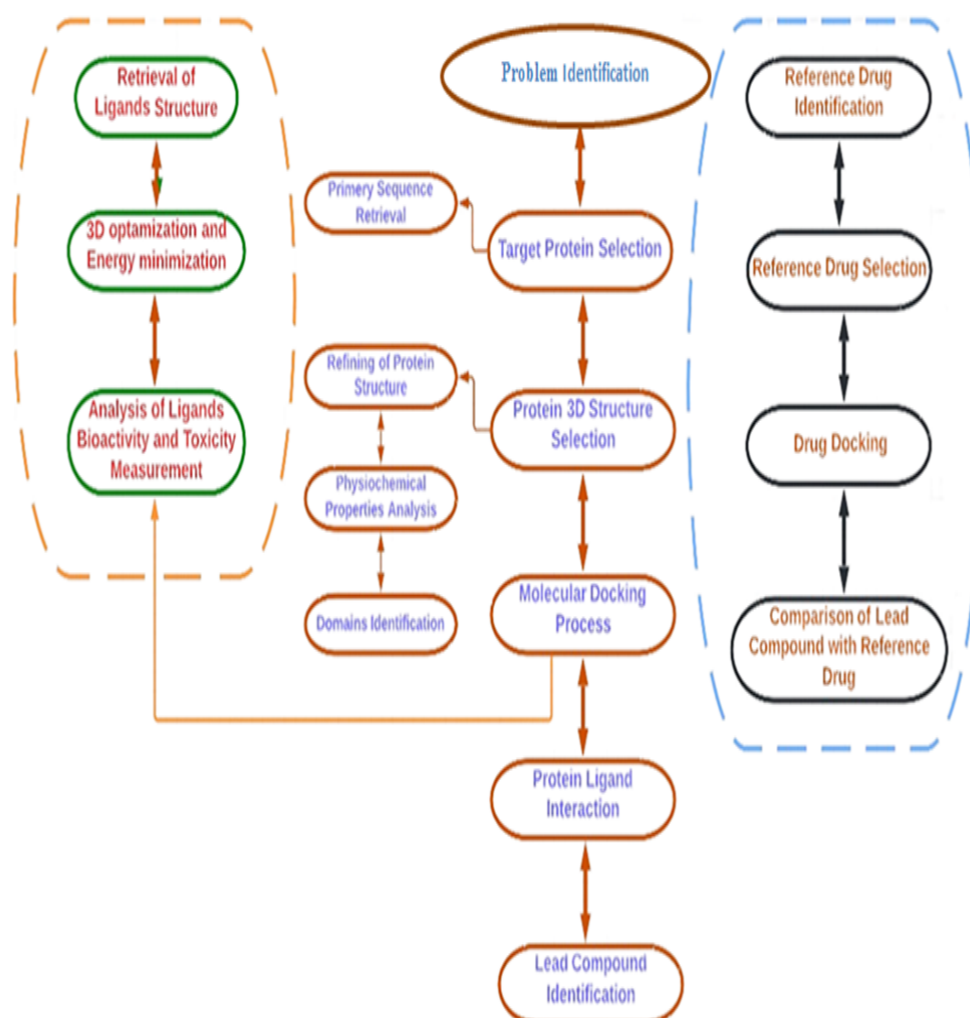 Retrieval of
Ligands Structure
3D optamization and
Energy minimization
Analysis of Ligands
Bioactivity and Toxicity
Measurement
Problem Identification
Primery Sequence
Retrieval
Target Protein Selection
Refining of Protein
Structure
Protein 3D Structure
Selection
Physiochemical
Properties Analysis
Domains Identification
Molecular Docking
Process
Protein Ligand
Interaction
Lead Compound
Identification
Reference Drug
Identification
Reference Drug Selection
Drug Docking
Comparison of Lead
Compound with Reference
Drug